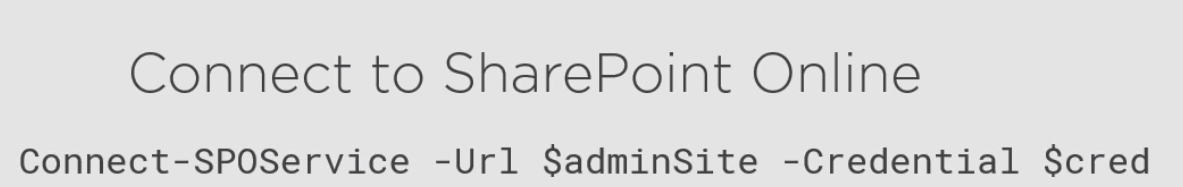 Connect to SharePoint Online
Connect-SPOService -Url $adminSite -Credential $cred